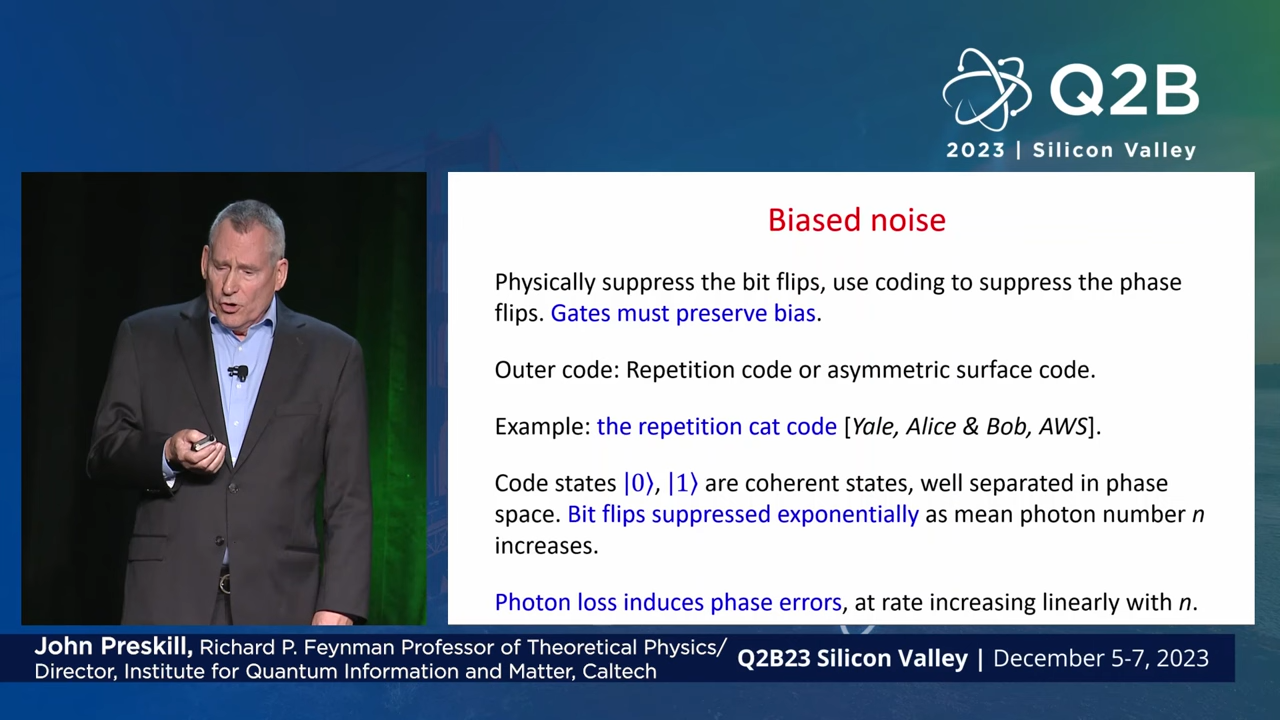 Q2B
2023 | Silicon Valley
Biased noise
Physically suppress the bit flips, use coding to suppress the phase
flips. Gates must preserve bias.
Outer code: Repetition code or asymmetric surface code.
Example: the repetition cat code [Yale, Alice & Bob, AWS].
Code states |0⟩, |1⟩ are coherent states, well separated in phase
space. Bit flips suppressed exponentially as mean photon number n
increases.
Photon loss induces phase errors, at rate increasing linearly with n.
John Preskill, Richard P. Feynman Professor of Theoretical Physics/
Director, Institute for Quantum Information and Matter, Caltech
Q2B23 Silicon Valley | December 5-7, 2023